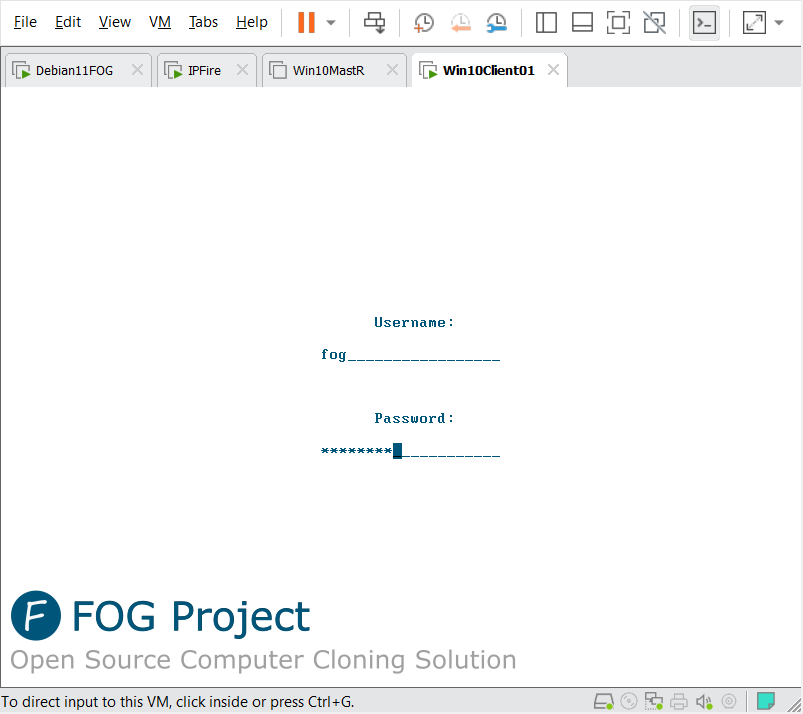 File Edit View VM Tabs Help
Debian11FOG IPFire Win10MastR Win10Client01
Username:
fog_________________
Password:
********____________
F FOG Project
Open Source Computer Cloning Solution
To direct input to this VM, click inside or press Ctrl+G.